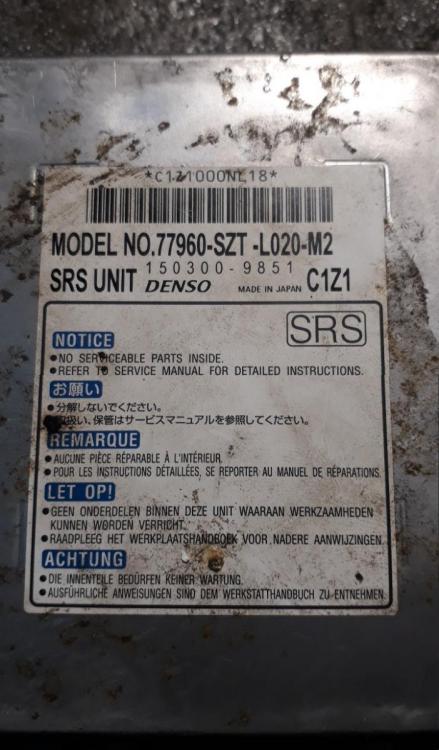 *C1Z1000NL18*
MODEL NO.77960-SZT -L020-M2
SRS UNIT 150300-9851 DENSO MADE IN JAPAN C1Z1
SRS
NOTICE
●NO SERVICEABLE PARTS INSIDE.
●REFER TO SERVICE MANUAL FOR DETAILED INSTRUCTIONS.
お願い
●分解しないでください。
扱い、保管はサービスマニュアルを参照してください。
REMARQUE
●AUCUNE PIÈCE RÉPARABLE À L'INTÉRIEUR.
●POUR LES INSTRUCTIONS DÉTAILLÉES, SE REPORTER AU MANUEL DE RÉPARATIONS.
LET OP!
●GEEN ONDERDELEN BINNEN DEZE UNIT WAARAAN WERKZAAMHEDEN
KUNNEN WORDEN VERRICHT.
●RAADPLEEG HET WERKPLAATSHANDBOEK VOOR NADERE AANWIJZINGEN.
ACHTUNG
●DIE INNENTEILE BEDÜRFEN KEINER WARTUNG.
●AUSFÜHRLICHE ANWEISUNGEN SIND DEM WERKSTATTHANDBUCH ZU ENTNEHMEN.